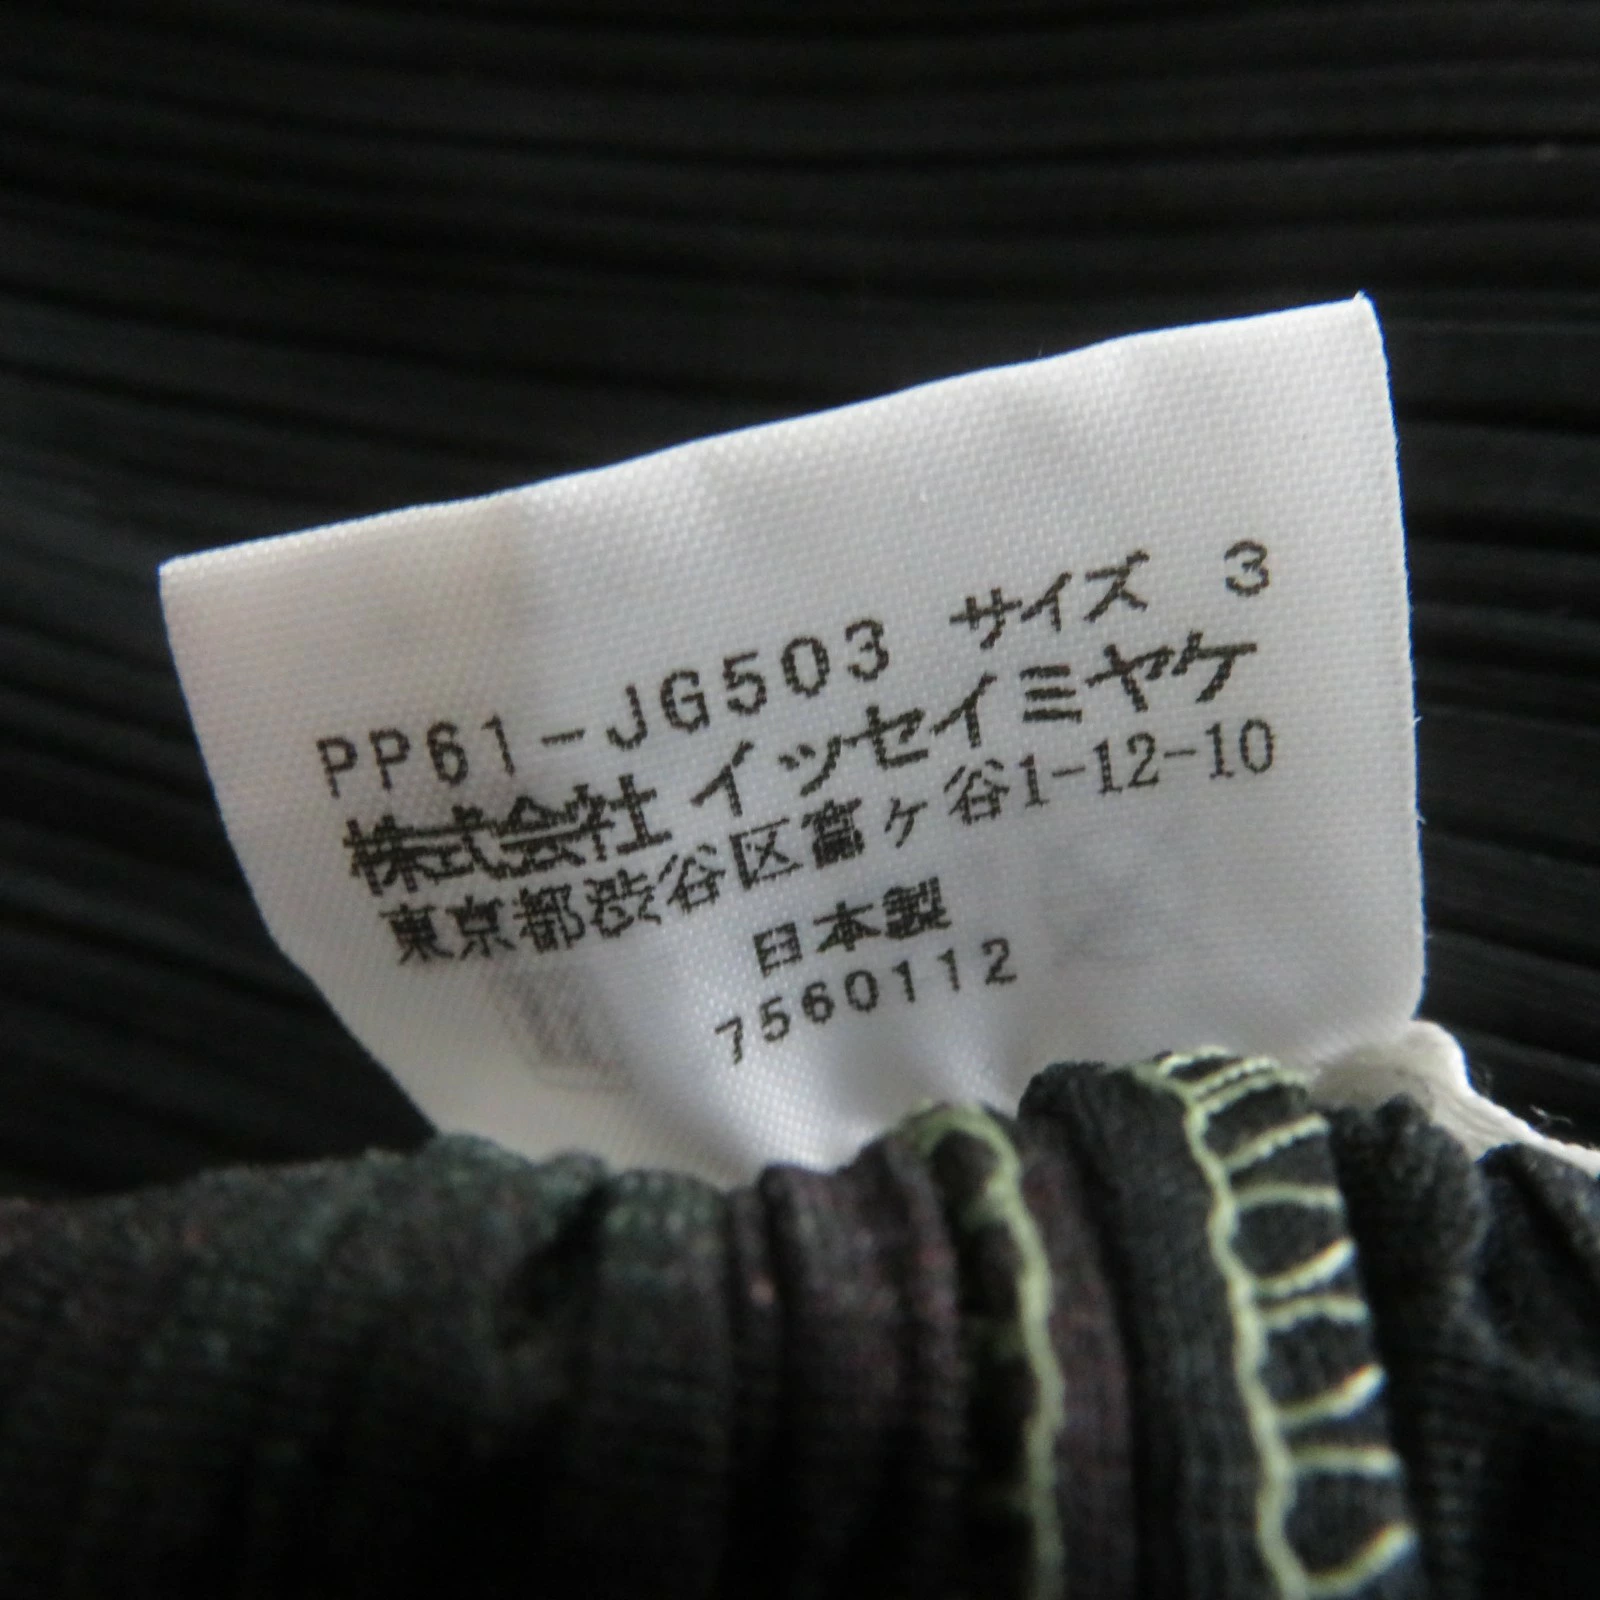 PP61-JG503 サイズ 3
株式会社 イッセイミヤケ
東京都渋谷区富ヶ谷1-12-10
日本製
7560112